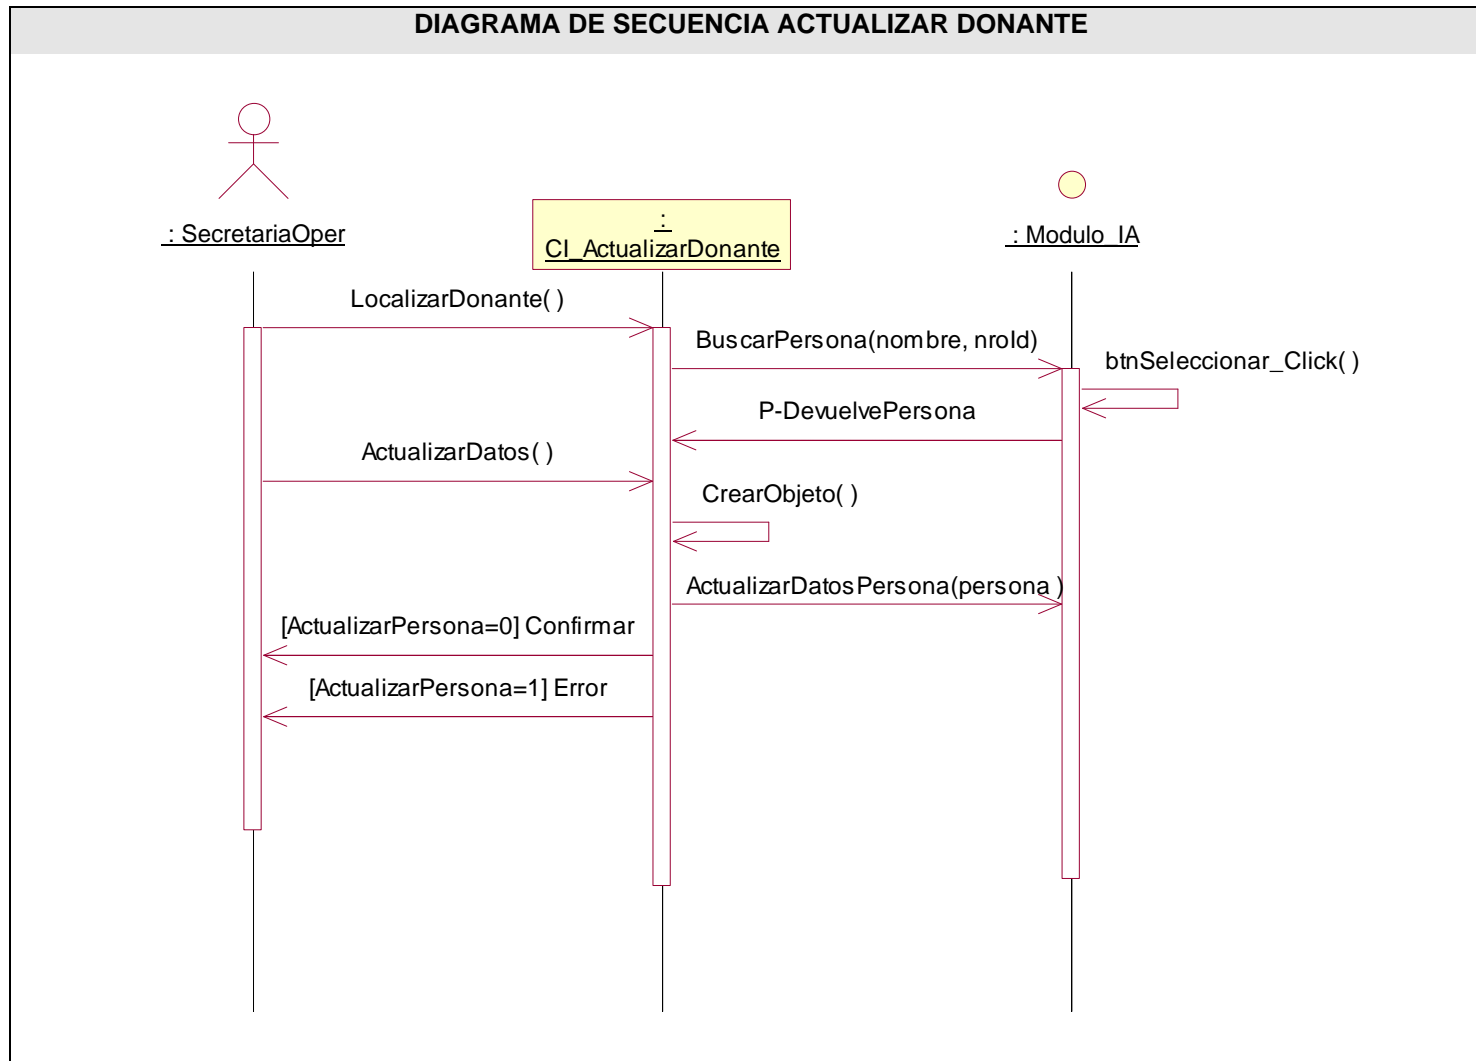 DIAGRAMA DE SECUENCIA ACTUALIZAR DONANTE
: SecretariaOper
:
CI_ActualizarDonante
: Modulo_IA
LocalizarDonante( )
BuscarPersona(nombre, nroId)
btnSeleccionar_Click( )
P-DevuelvePersona
ActualizarDatos( )
CrearObjeto( )
ActualizarDatosPersona(persona )
[ActualizarPersona=0] Confirmar
[ActualizarPersona=1] Error